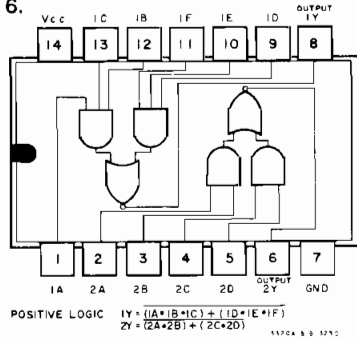 6.
OUTPUT
Vcc 1C 1B 1F 1E 1D 1Y
14 13 12 11 10 9 8
1 2 3 4 5 6 7
OUTPUT
1A 2A 2B 2C 2D 2Y GND
POSITIVE LOGIC 1Y=(1A•1B•1C)+(1D•1E•1F)
2Y=(2A•2B)+(2C•2D)